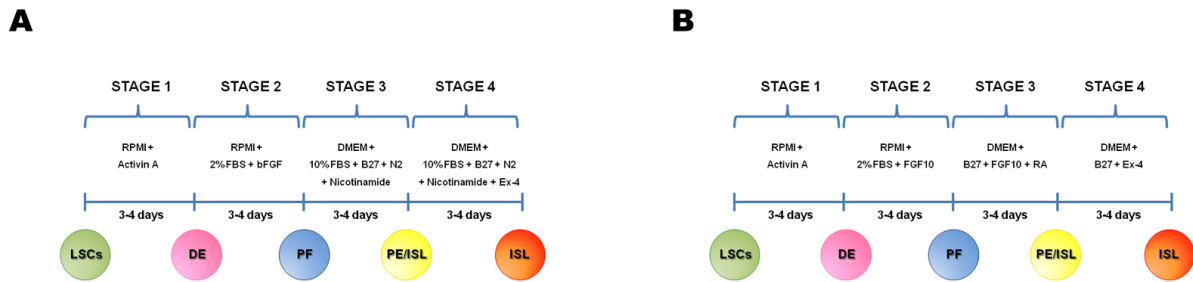 A
STAGE 1
STAGE 2
STAGE 3
STAGE 4
RPMI +
Activin A
RPMI +
2%FBS + bFGF
DMEM +
10%FBS + B27 + N2
+ Nicotinamide
DMEM +
10%FBS + B27 + N2
+ Nicotinamide + Ex-4
3-4 days
3-4 days
3-4 days
3-4 days
LSCs
DE
PF
PE/ISL
ISL
B
STAGE 1
STAGE 2
STAGE 3
STAGE 4
RPMI +
Activin A
RPMI +
2%FBS + FGF10
DMEM +
B27 + FGF10 + RA
DMEM +
B27 + Ex-4
3-4 days
3-4 days
3-4 days
3-4 days
LSCs
DE
PF
PE/ISL
ISL